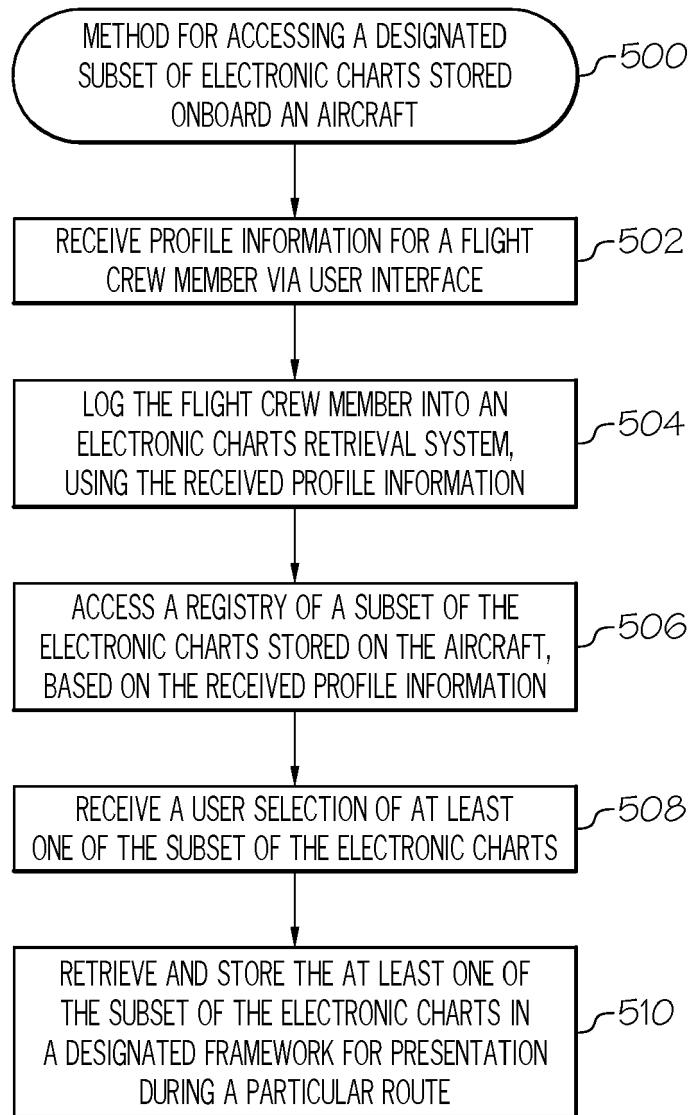 METHOD FOR ACCESSING A DESIGNATED
SUBSET OF ELECTRONIC CHARTS STORED
ONBOARD AN AIRCRAFT
500
RECEIVE PROFILE INFORMATION FOR A FLIGHT
CREW MEMBER VIA USER INTERFACE
502
LOG THE FLIGHT CREW MEMBER INTO AN
ELECTRONIC CHARTS RETRIEVAL SYSTEM,
USING THE RECEIVED PROFILE INFORMATION
504
ACCESS A REGISTRY OF A SUBSET OF THE
ELECTRONIC CHARTS STORED ON THE AIRCRAFT,
BASED ON THE RECEIVED PROFILE INFORMATION
506
RECEIVE A USER SELECTION OF AT LEAST
ONE OF THE SUBSET OF THE ELECTRONIC CHARTS
508
RETRIEVE AND STORE THE AT LEAST ONE OF
THE SUBSET OF THE ELECTRONIC CHARTS IN
A DESIGNATED FRAMEWORK FOR PRESENTATION
DURING A PARTICULAR ROUTE
510